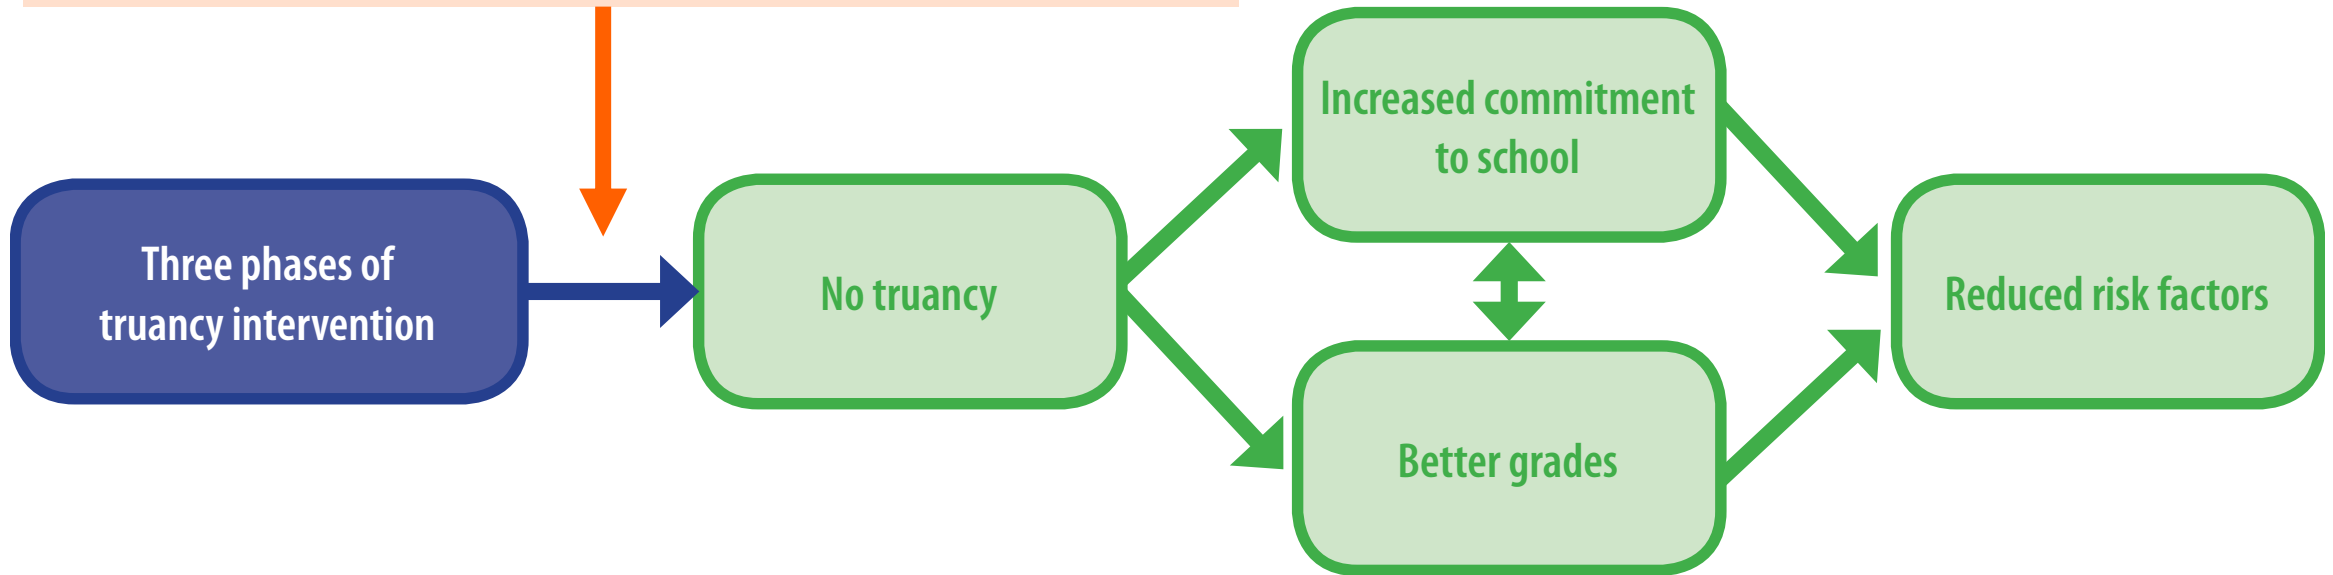 Three phases of
truancy intervention
No truancy
Increased commitment
to school
Better grades
Reduced risk factors